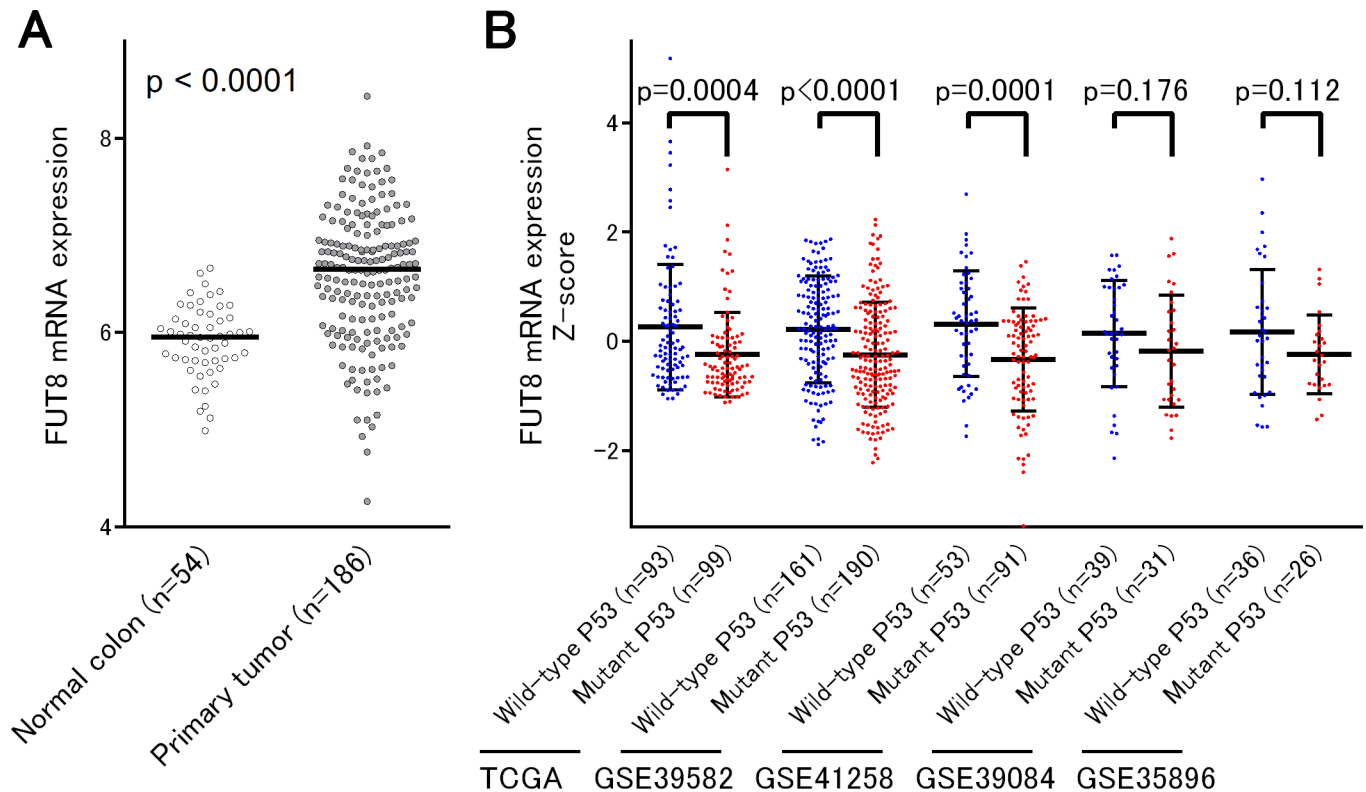 A
p < 0.0001
FUT8 mRNA expression
8
6
4
Normal colon (n=54)
Primary tumor (n=186)
B
p=0.0004
p<0.0001
p=0.0001
p=0.176
p=0.112
FUT8 mRNA expression
Z-score
4
2
0
-2
Wild-type P53 (n=93)
Mutant P53 (n=99)
Wild-type P53 (n=161)
Mutant P53 (n=190)
Wild-type P53 (n=53)
Mutant P53 (n=91)
Wild-type P53 (n=39)
Mutant P53 (n=31)
Wild-type P53 (n=36)
Mutant P53 (n=26)
TCGA
GSE39582
GSE41258
GSE39084
GSE35896